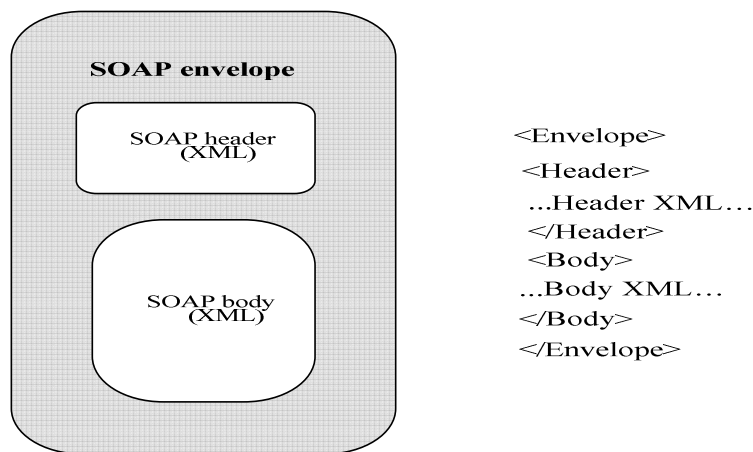 SOAP envelope
SOAP header
(XML)
SOAP body
(XML)
<Envelope>
<Header>
...Header XML...
</Header>
<Body>
...Body XML...
</Body>
</Envelope>